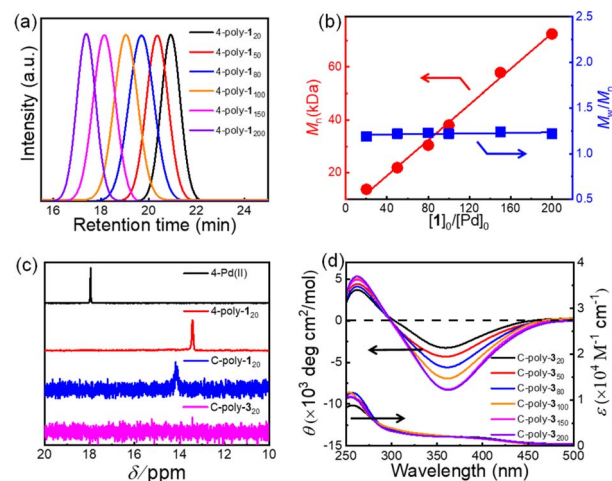 (a)
4-poly-1₂₀
4-poly-1₅₀
4-poly-1₈₀
4-poly-1₁₀₀
4-poly-1₁₅₀
4-poly-1₂₀₀
Intensity (a.u.)
16 18 20 22 24
Retention time (min)
(b)
80
60
40
20
Mₙ(kDa)
2.5
2.0
1.5
1.0
0.5
0.0
M_w/Mₙ
0 40 80 120 160 200
[1]₀/[Pd]₀
(c)
4-Pd(II)
4-poly-1₂₀
C-poly-1₂₀
C-poly-3₂₀
20 18 16 14 12 10
δ/ppm
(d)
10
5
0
-5
-10
-15
θ (×10³ deg cm²/mol)
4
3
2
1
0
ε (×10⁴ M⁻¹ cm⁻¹)
C-poly-3₂₀
C-poly-3₅₀
C-poly-3₈₀
C-poly-3₁₀₀
C-poly-3₁₅₀
C-poly-3₂₀₀
250 300 350 400 450 500
Wavelength (nm)